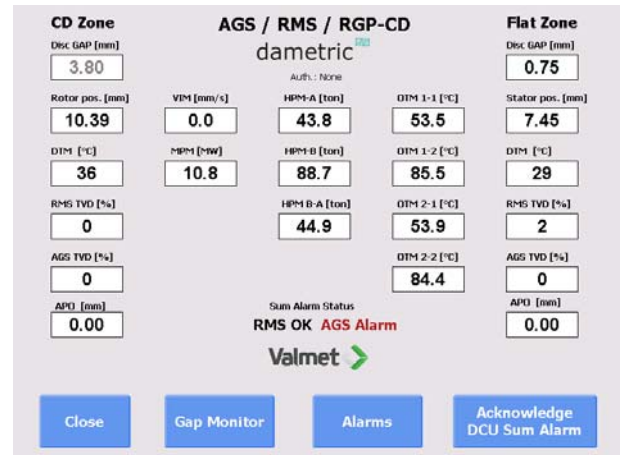 CD Zone
AGS / RMS / RGP-CD
Flat Zone
Disc GAP [mm]
dametric
Disc GAP [mm]
3.80
Auth.: None
0.75
Rotor pos. [mm]
VIM [mm/s]
HPM-A [ton]
OTM 1-1 [°C]
Stator pos. [mm]
10.39
0.0
43.8
53.5
7.45
DTM [°C]
MPM [MW]
HPM-B [ton]
OTM 1-2 [°C]
DTM [°C]
36
10.8
88.7
85.5
29
RMS TVD [%]
HPM B-A [ton]
OTM 2-1 [°C]
RMS TVD [%]
0
44.9
53.9
2
AGS TVD [%]
OTM 2-2 [°C]
AGS TVD [%]
0
84.4
0
APO [mm]
Sum Alarm Status
APO [mm]
0.00
RMS OK AGS Alarm
0.00
Valmet
Close
Gap Monitor
Alarms
Acknowledge
DCU Sum Alarm